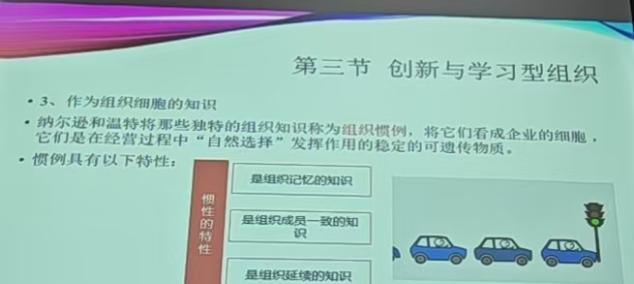 第三节 创新与学习型组织
• 3、作为组织细胞的知识
• 纳尔逊和温特将那些独特的组织知识称为组织惯例，将它们看成企业的细胞，
它们是在经营过程中“自然选择”发挥作用的稳定的可遗传物质。
• 惯例具有以下特性：
惯性的特性
是组织记忆的知识
是组织成员一致的知
识
是组织延续的知识